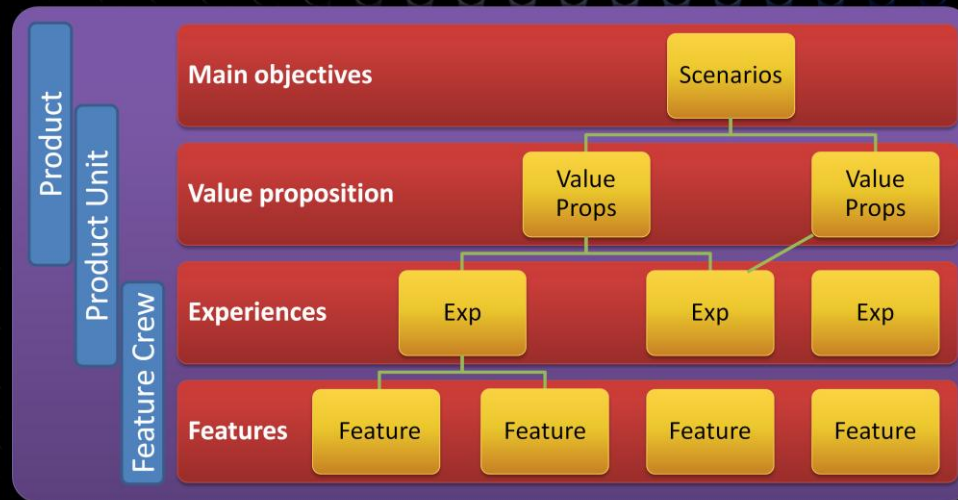 Product
Product Unit
Feature Crew
Main objectives
Scenarios
Value proposition
Value
Props
Value
Props
Experiences
Exp
Exp
Exp
Features
Feature
Feature
Feature
Feature